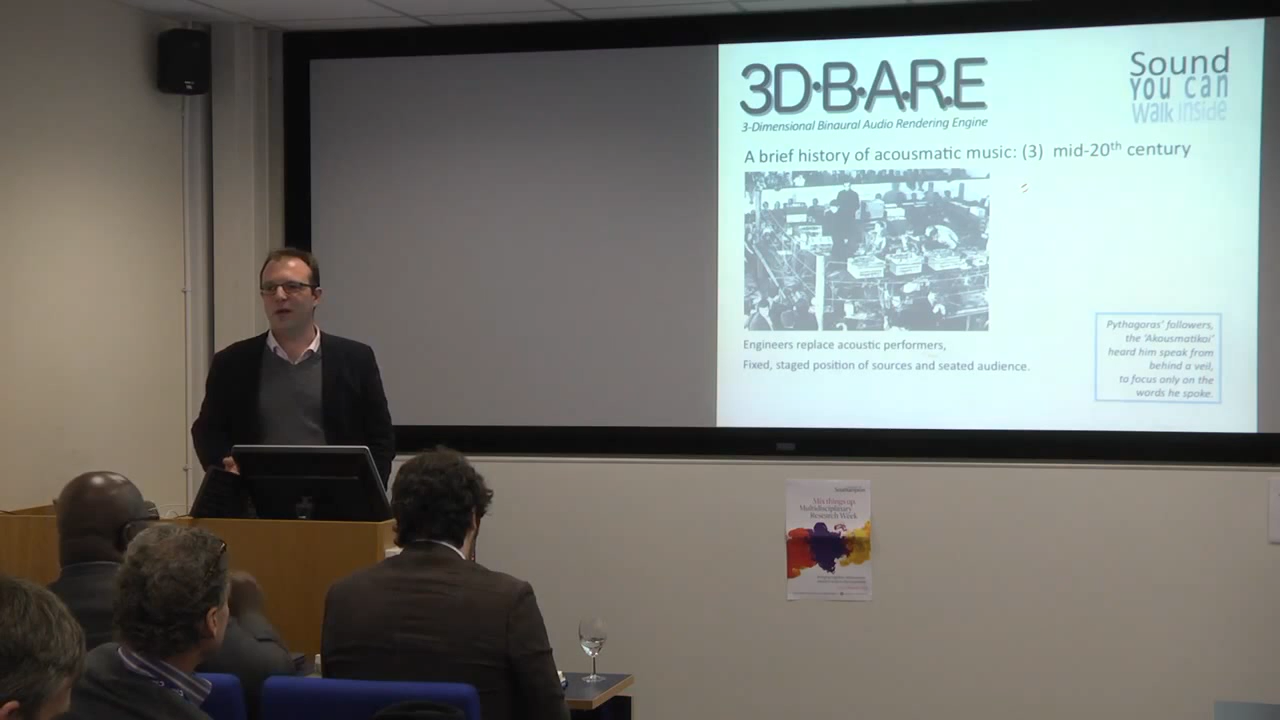 3D·B·A·R·E
3-Dimensional Binaural Audio Rendering Engine
Sound
you can
Walk inside
A brief history of acousmatic music: (3) mid-20th century
Engineers replace acoustic performers,
Fixed, staged position of sources and seated audience.
Pythagoras' followers,
the 'Akousmatikoi'
heard him speak from
behind a veil,
to focus only on the
words he spoke.
Southampton
Mix things up.
Multidisciplinary
Research Week